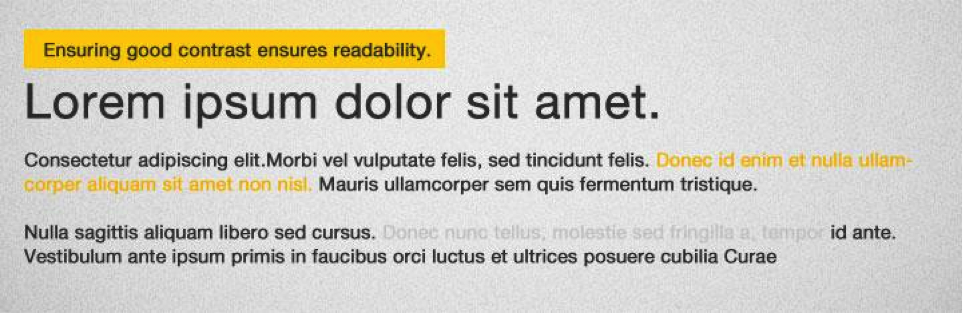 Ensuring good contrast ensures readability.
Lorem ipsum dolor sit amet.
Consectetur adipiscing elit.Morbi vel vulputate felis, sed tincidunt felis. Donec id enim et nulla ullam-
corper aliquam sit amet non nisl. Mauris ullamcorper sem quis fermentum tristique.
Nulla sagittis aliquam libero sed cursus. Donec nunc tellus, molestie sed fringilla a, tempor id ante.
Vestibulum ante ipsum primis in faucibus orci luctus et ultrices posuere cubilia Curae